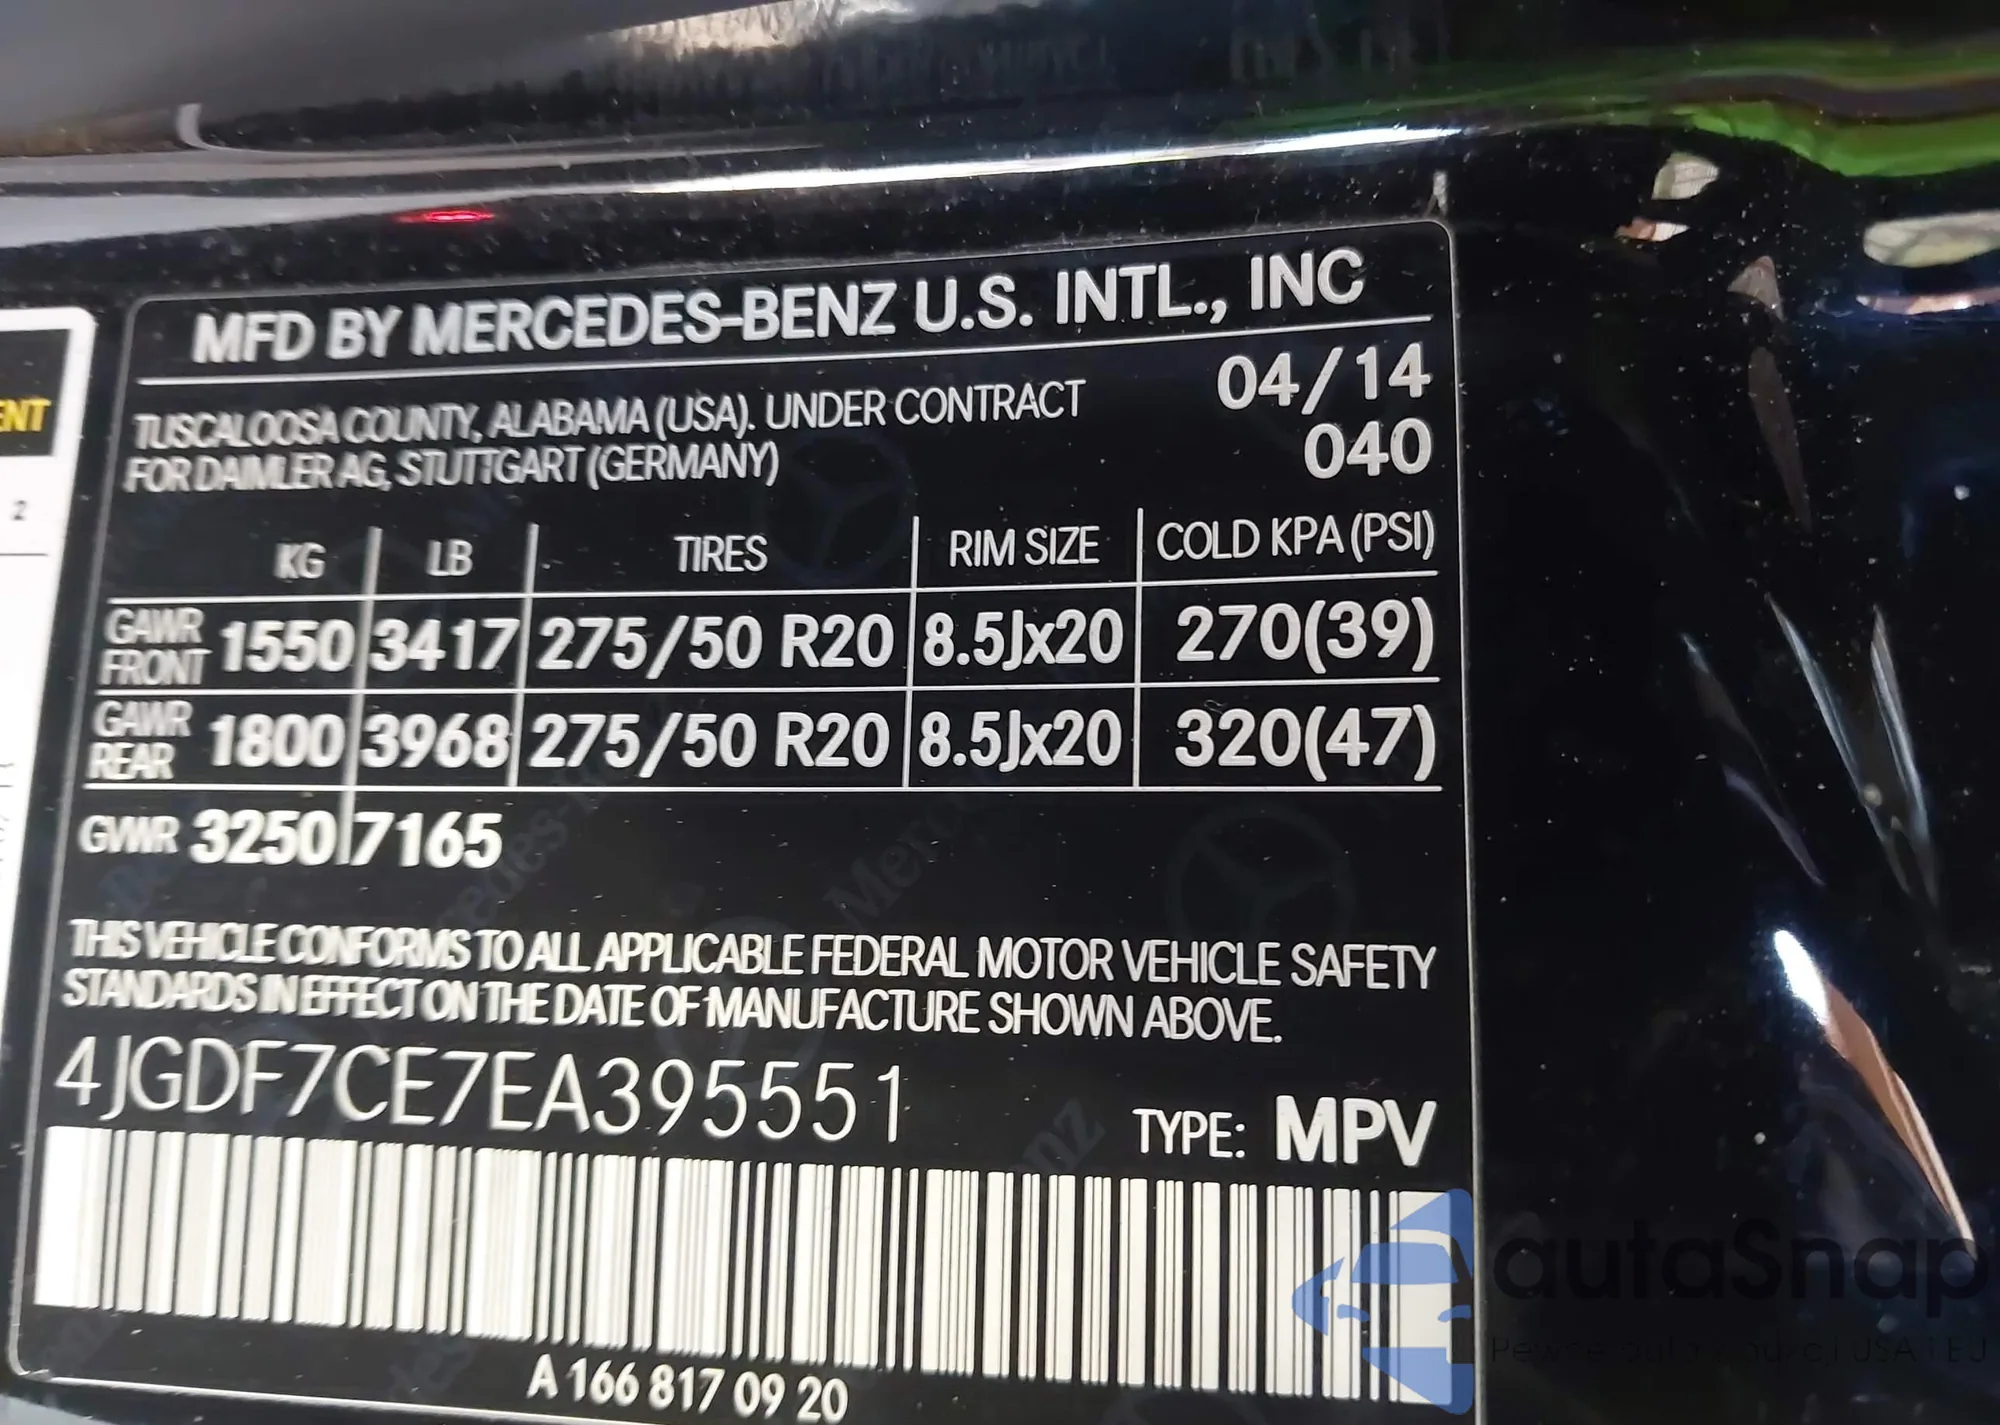 MFD BY MERCEDES-BENZ U.S. INTL., INC
TUSCALOOSA COUNTY, ALABAMA (USA). UNDER CONTRACT
FOR DAIMLER AG, STUTTGART (GERMANY)
04/14
040
KG LB TIRES RIM SIZE COLD KPA (PSI)
GAWR FRONT 1550 3417 275/50 R20 8.5Jx20 270(39)
GAWR REAR 1800 3968 275/50 R20 8.5Jx20 320(47)
GVWR 3250 7165
THIS VEHICLE CONFORMS TO ALL APPLICABLE FEDERAL MOTOR VEHICLE SAFETY
STANDARDS IN EFFECT ON THE DATE OF MANUFACTURE SHOWN ABOVE.
4JGDF7CE7EA395551
TYPE: MPV
A 166 817 09 20
ENT
2
autaSnap